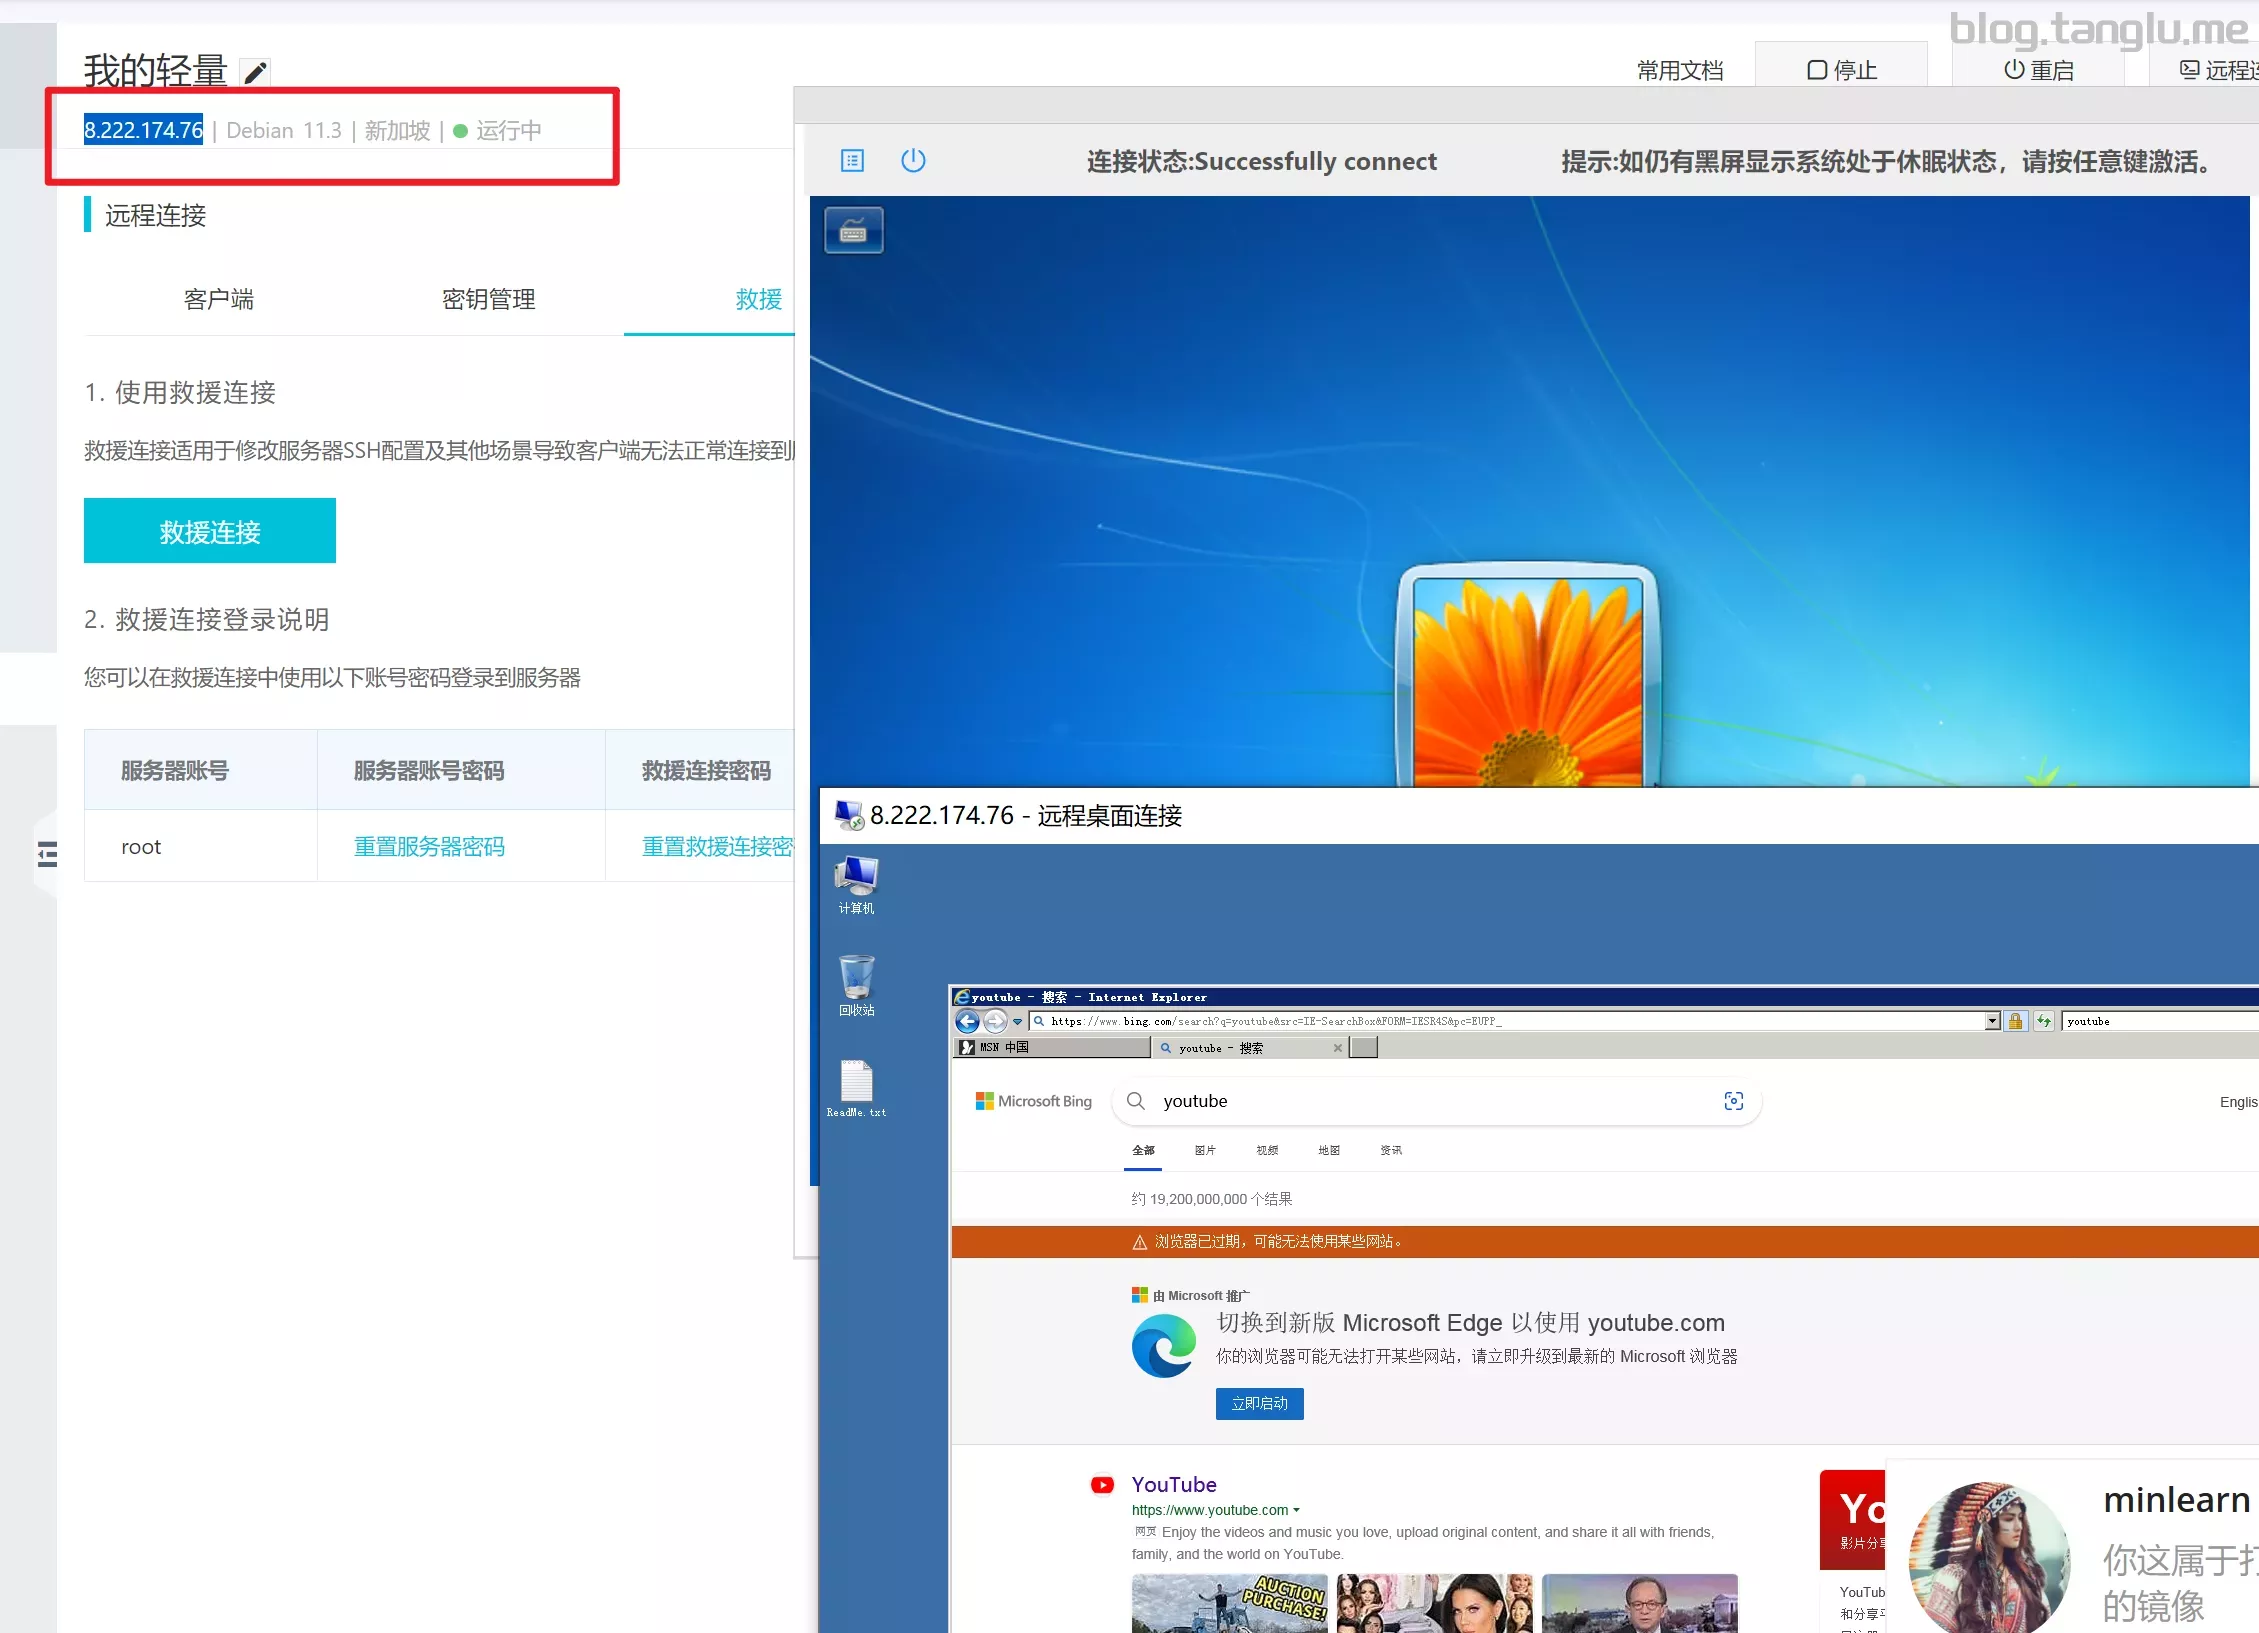 blog.tanglu.me
我的轻量
常用文档
停止
重启
远程连
8.222.174.76 | Debian 11.3 | 新加坡 | 运行中
连接状态:Successfully connect
提示:如仍有黑屏显示系统处于休眠状态，请按任意键激活。
远程连接
客户端
密钥管理
救援
1. 使用救援连接
救援连接适用于修改服务器SSH配置及其他场景导致客户端无法正常连接到
救援连接
2. 救援连接登录说明
您可以在救援连接中使用以下账号密码登录到服务器
服务器账号
服务器账号密码
救援连接密码
root
重置服务器密码
重置救援连接密
8.222.174.76 - 远程桌面连接
计算机
回收站
ReadMe.txt
youtube - 搜索 - Internet Explorer
https://www.bing.com/search?q=youtube&src=IE-SearchBox&FORM=IESR4S&pc=EUPP_
youtube
MSN 中国
youtube - 搜索
Microsoft Bing
youtube
Englis
全部
图片
视频
地图
资讯
约 19,200,000,000 个结果
浏览器已过期，可能无法使用某些网站。
由 Microsoft 推广
切换到新版 Microsoft Edge 以使用 youtube.com
你的浏览器可能无法打开某些网站，请立即升级到最新的 Microsoft 浏览器
立即启动
YouTube
https://www.youtube.com
网页 Enjoy the videos and music you love, upload original content, and share it all with friends,
family, and the world on YouTube.
AUCTION
PURCHASE!
Yo
影片分享
YouTub
和分享平
minlearn
你这属于打
的镜像